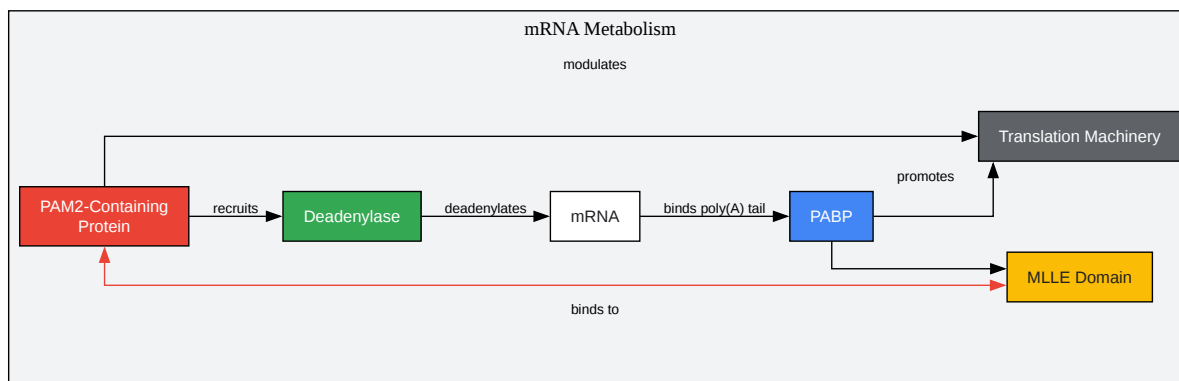 mRNA Metabolism
modulates
Translation Machinery
promotes
PAM2-Containing
Protein
recruits
Deadenylase
deadenylates
mRNA
binds poly(A) tail
PABP
MLLE Domain
binds to